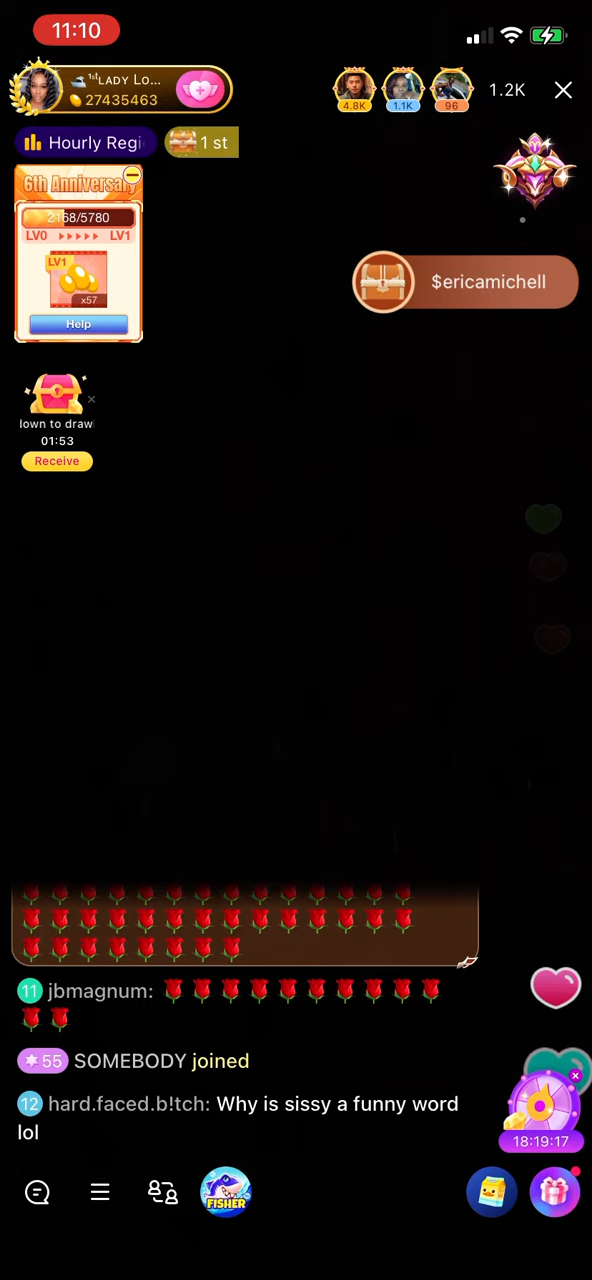 11:10
1stLADY Lo...
27435463
4.8K
1.1K
96
1.2K
Hourly Regi
1 st
6th Anniversary
2168/5780
LV0
LV1
LV1
x57
Help
$ericamichell
lown to draw
01:53
Receive
11 jbmagnum:
55 SOMEBODY joined
12 hard.faced.b!tch: Why is sissy a funny word
lol
18:19:17
FISHER